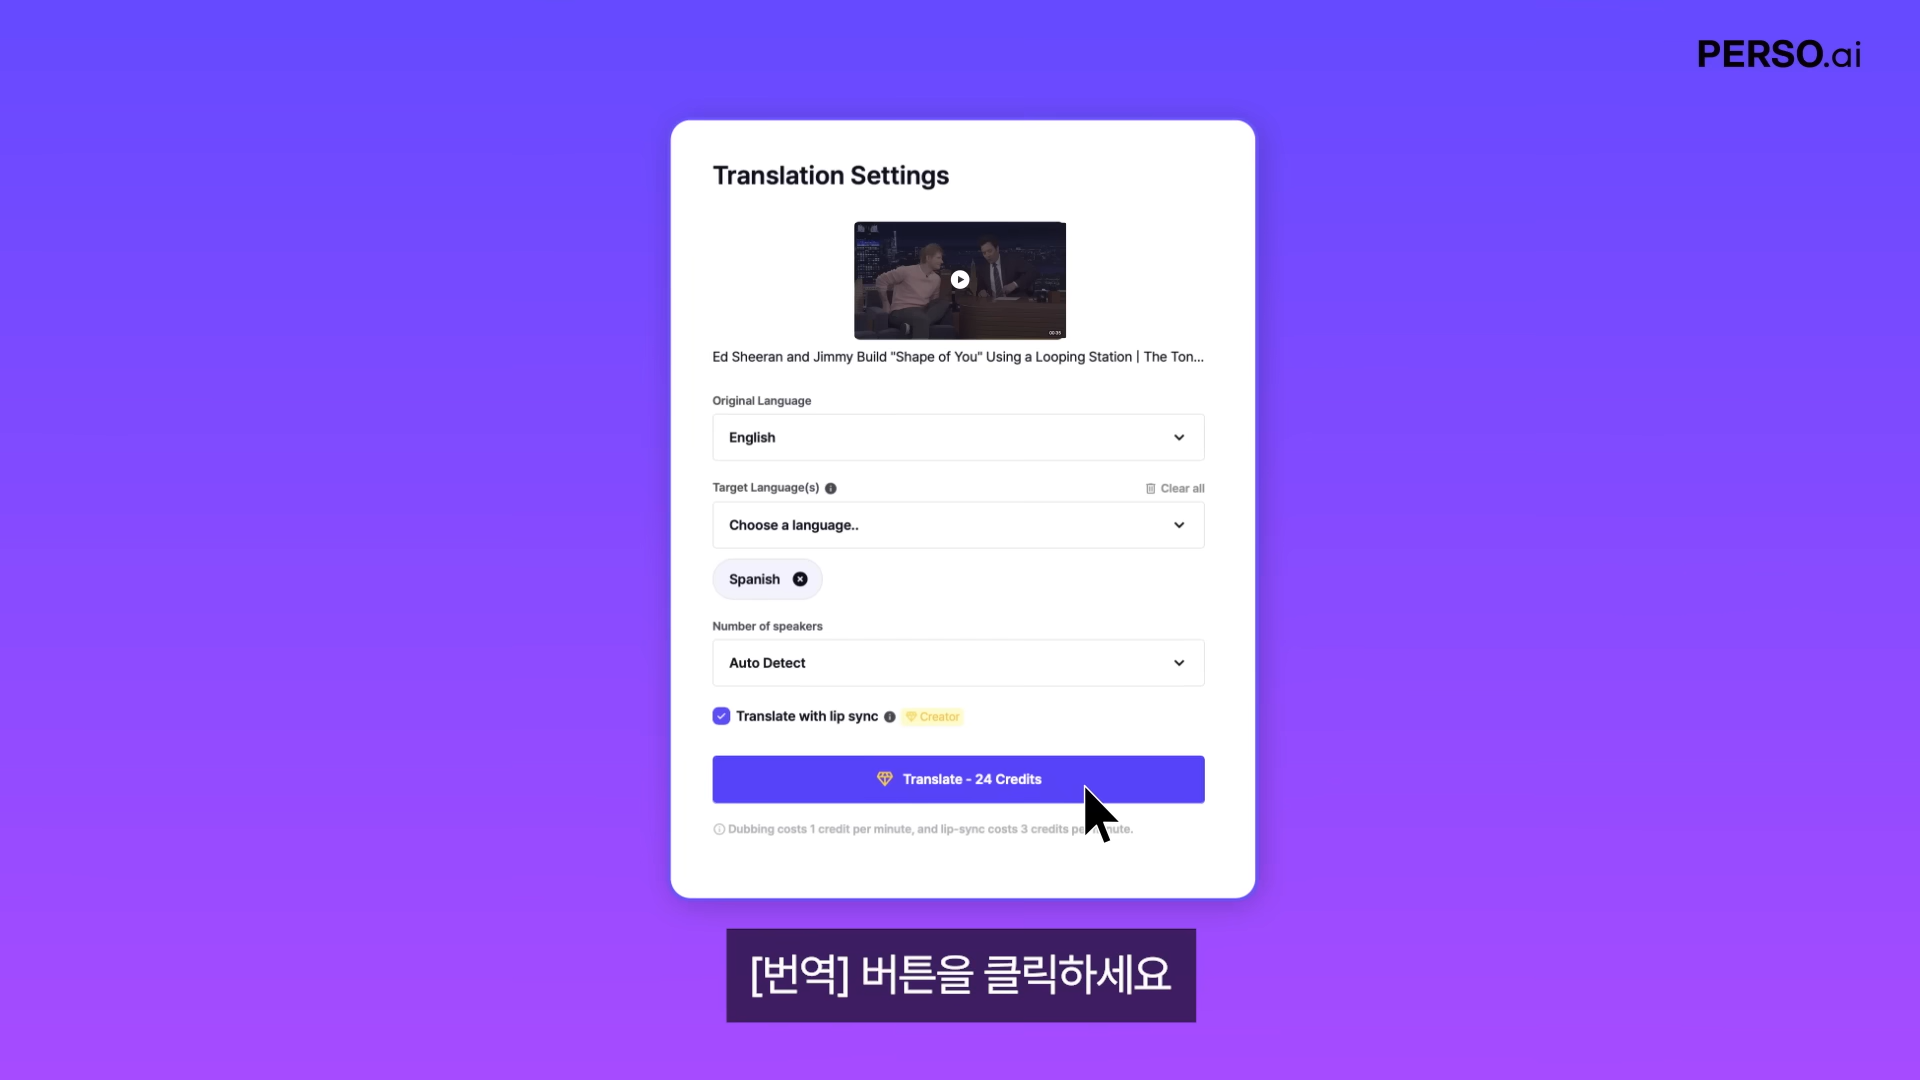 PERSO.ai
Translation Settings
Ed Sheeran and Jimmy Build "Shape of You" Using a Looping Station | The Ton...
Original Language
English
Target Language(s)
Clear all
Choose a language..
Spanish
Number of speakers
Auto Detect
Translate with lip sync
Creator
Translate - 24 Credits
Dubbing costs 1 credit per minute, and lip-sync costs 3 credits per minute.
[번역] 버튼을 클릭하세요